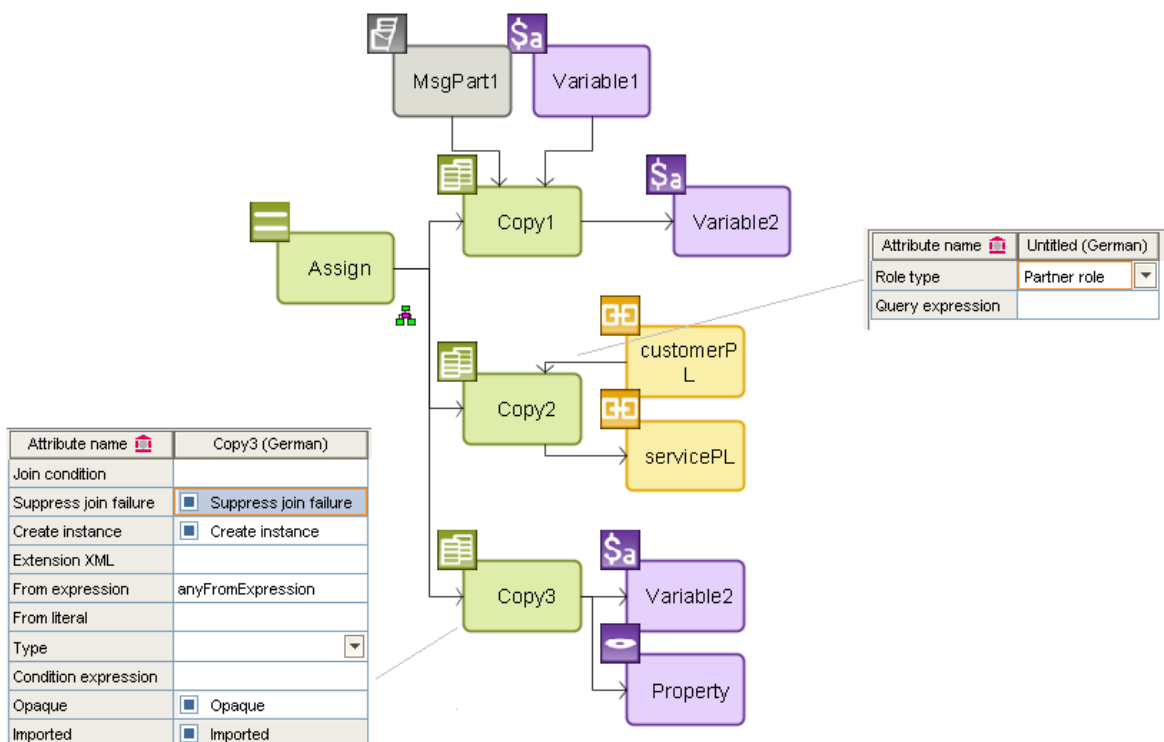 MsgPart1
$a
Variable1
Copy1
$a
Variable2
Assign
Attribute name Untitled (German)
Role type Partner role
Query expression
customerP
L
Copy2
servicePL
Attribute name Copy3 (German)
Join condition
Suppress join failure Suppress join failure
Create instance Create instance
Extension XML
From expression anyFromExpression
From literal
Type
Condition expression
Opaque Opaque
Imported Imported
Copy3
$a
Variable2
Property